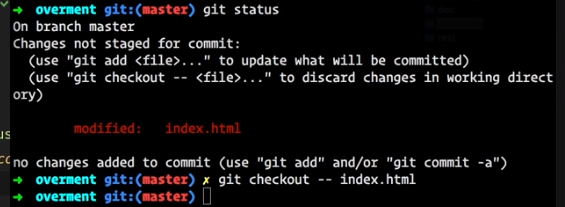 ➜ overment git:(master) git status
On branch master
Changes not staged for commit:
  (use "git add <file>..." to update what will be committed)
  (use "git checkout -- <file>..." to discard changes in working direct
ory)

        modified:   index.html

no changes added to commit (use "git add" and/or "git commit -a")
➜ overment git:(master) ✗ git checkout -- index.html
➜ overment git:(master) ✗